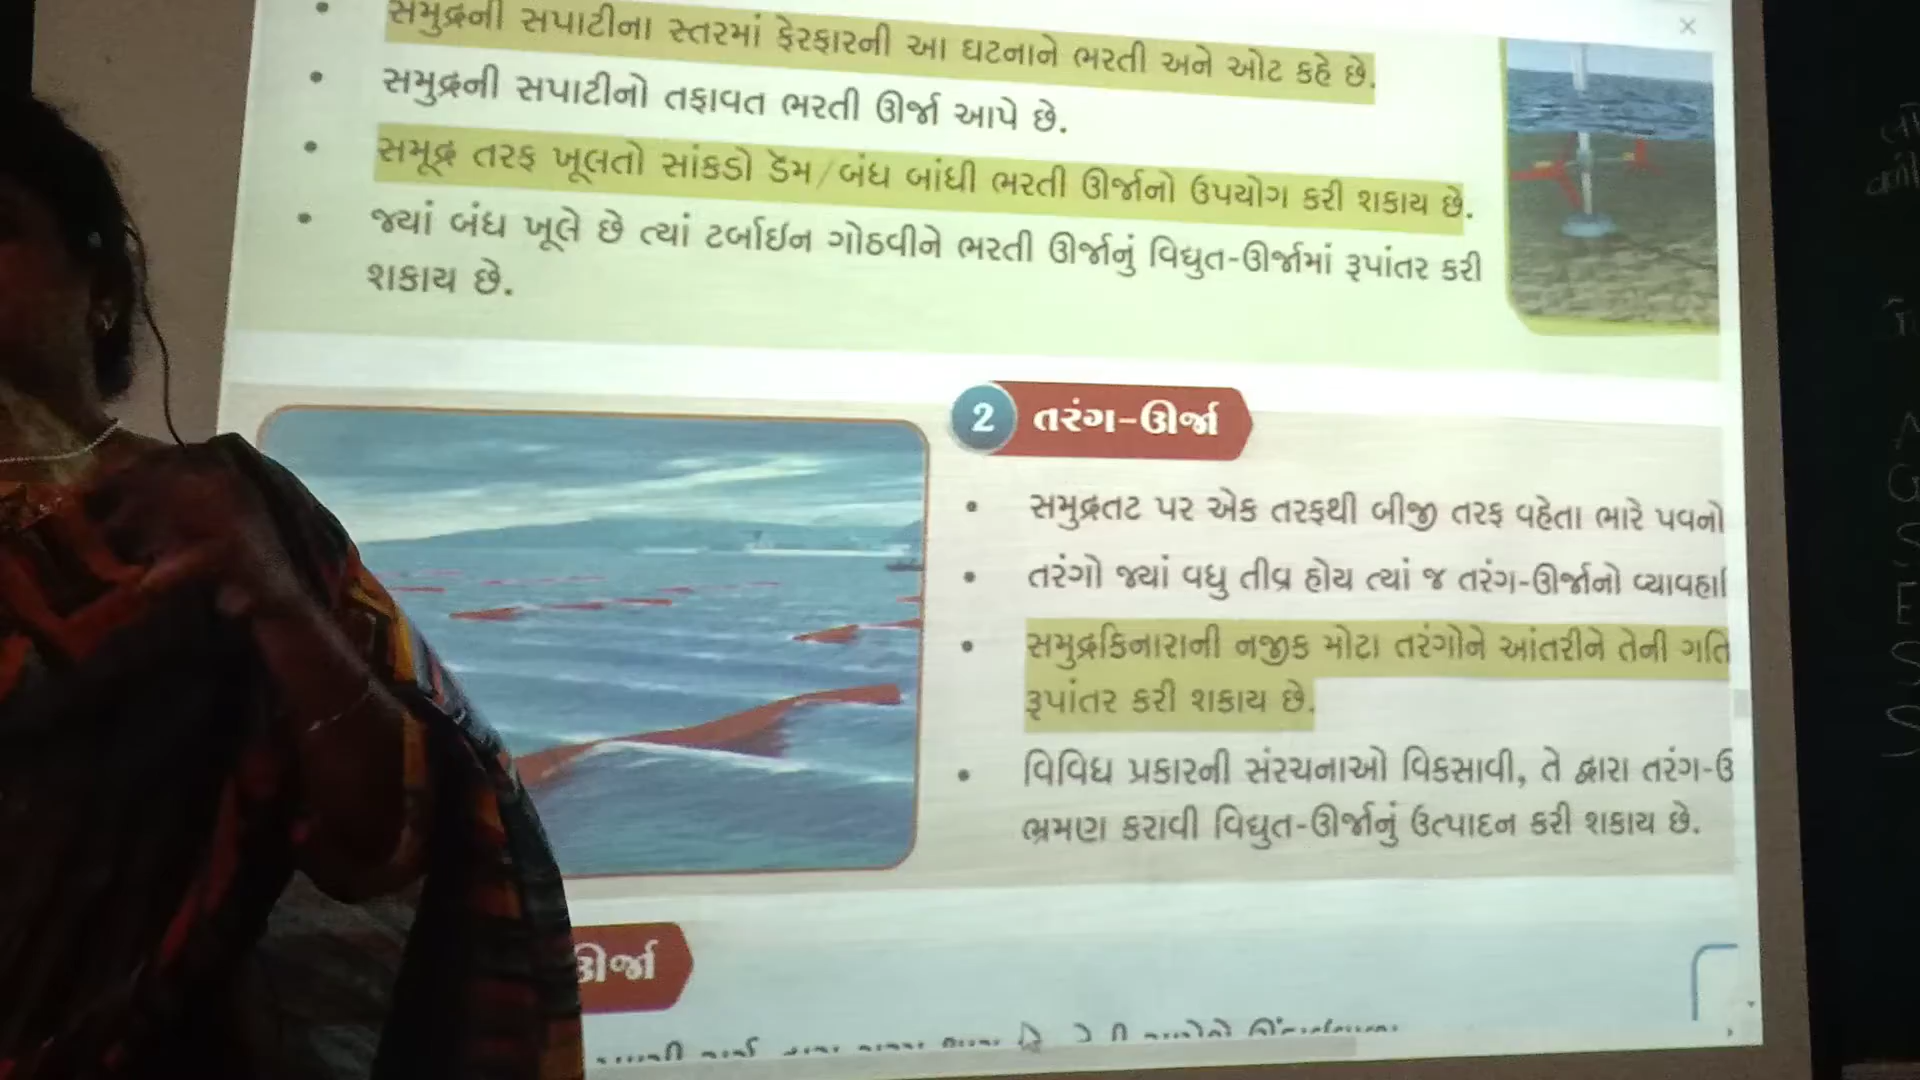 સમુદ્રની સપાટીના સ્તરમાં ફેરફારની આ ઘટનાને ભરતી અને ઓટ કહે છે.
સમુદ્રની સપાટીનો તફાવત ભરતી ઊર્જા આપે છે.
સમૂદ્ર તરફ ખૂલતો સાંકડો ડેમ/બંધ બાંધી ભરતી ઊર્જાનો ઉપયોગ કરી શકાય છે.
જ્યાં બંધ ખૂલે છે ત્યાં ટર્બાઈન ગોઠવીને ભરતી ઊર્જાનું વિદ્યુત-ઊર્જામાં રૂપાંતર કરી
શકાય છે.
2 તરંગ-ઊર્જા
સમુદ્રતટ પર એક તરફથી બીજી તરફ વહેતા ભારે પવનો
તરંગો જ્યાં વધુ તીવ્ર હોય ત્યાં જ તરંગ-ઊર્જાનો
સમુદ્રકિનારાની નજીક મોટા તરંગોને આંતરીને તેની ગતિ
રૂપાંતર કરી શકાય છે.
વિવિધ પ્રકારની સંરચનાઓ વિકસાવી, તે દ્વારા તરંગ-ઉ
ભ્રમણ કરાવી વિદ્યુત-ઊર્જાનું ઉત્પાદન કરી શકાય છે.
ઊર્જા